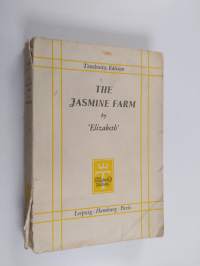 Tauchnitz Edition
THE
JASMINE FARM
by
'Elizabeth'
Leipzig · Hamburg · Paris